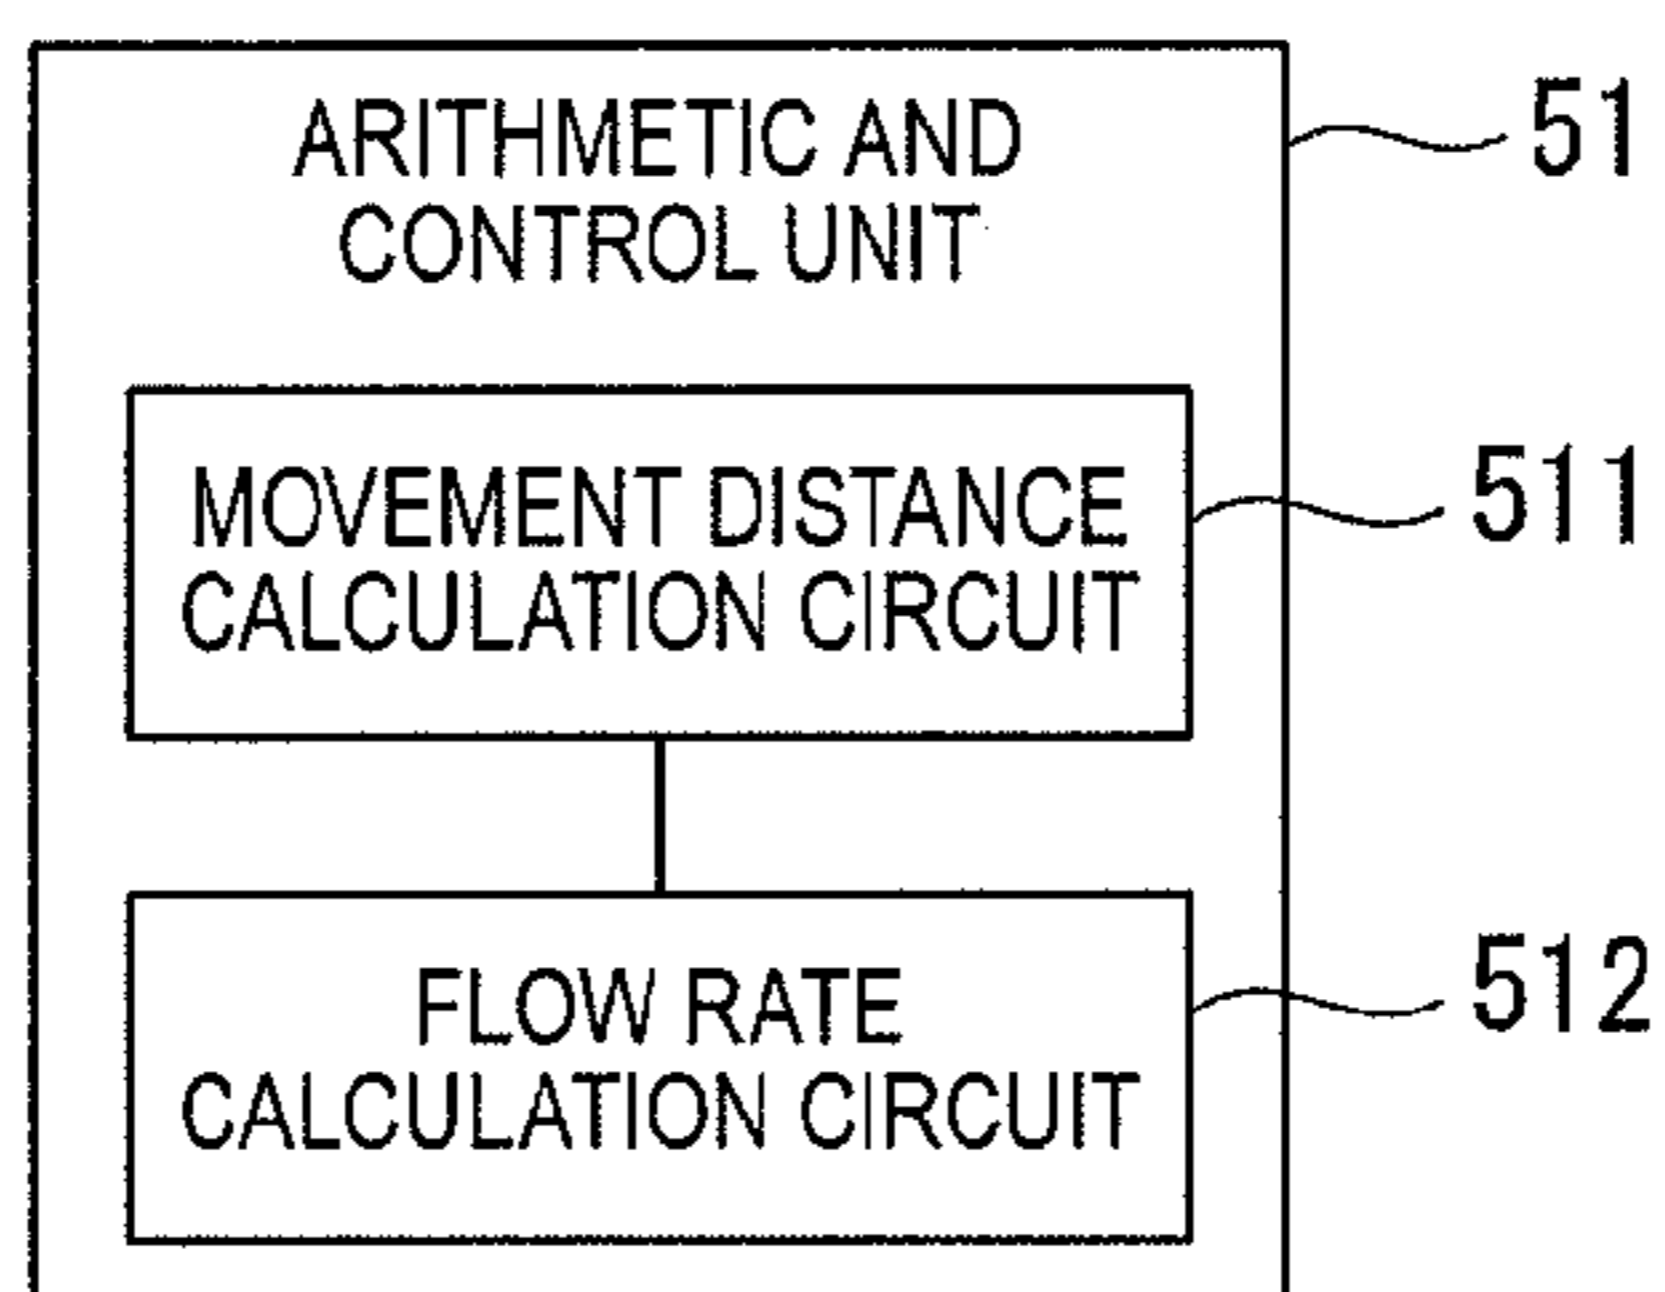 ARITHMETIC AND
CONTROL UNIT
51
MOVEMENT DISTANCE
CALCULATION CIRCUIT
511
FLOW RATE
CALCULATION CIRCUIT
512